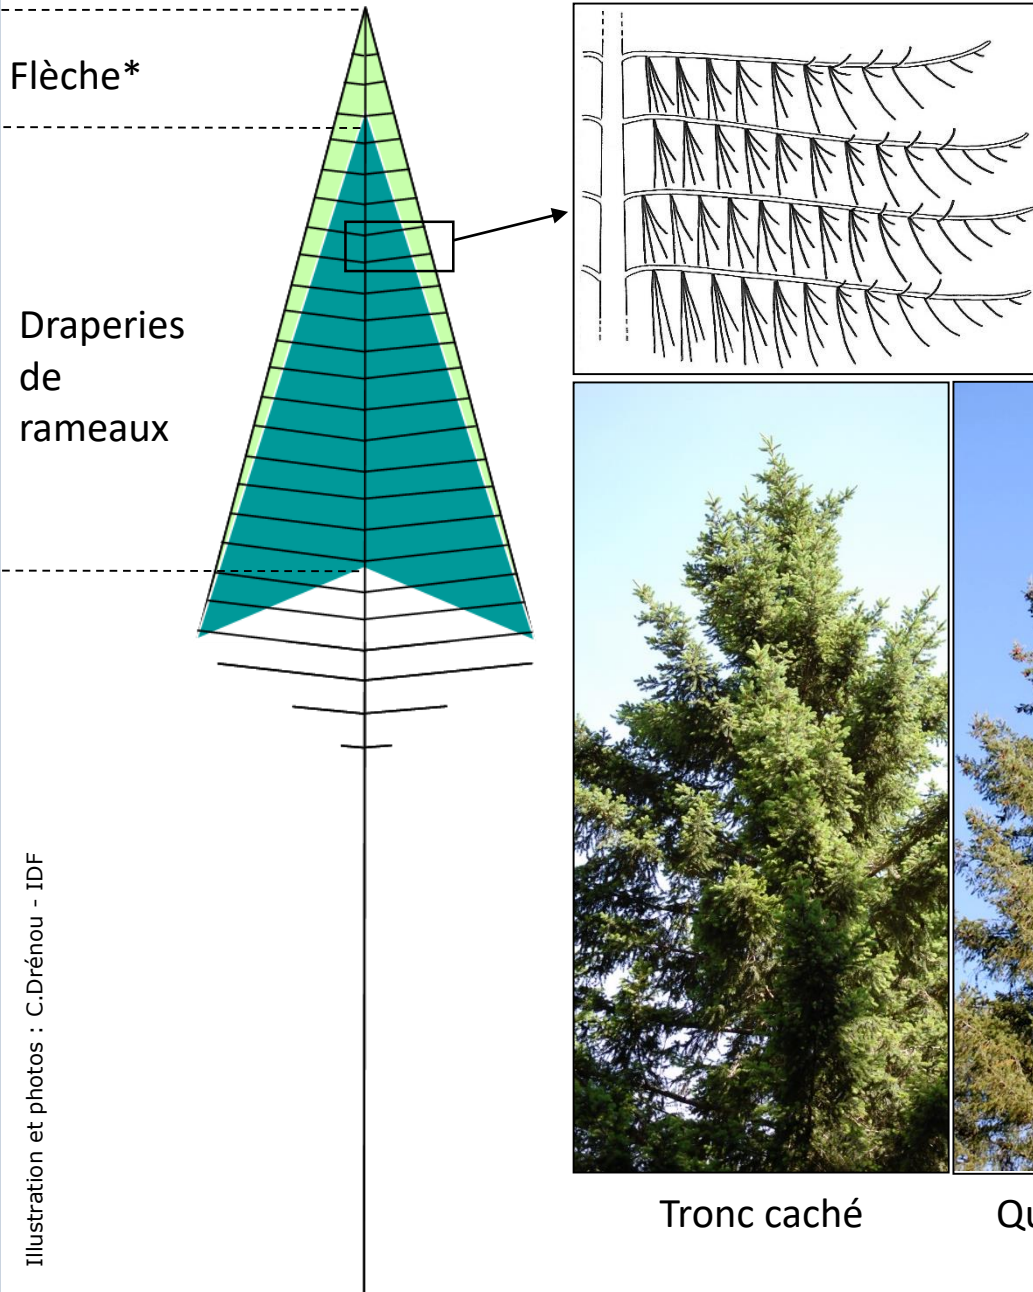 Flèche*
Draperies
de
rameaux
Illustration et photos : C.Drénou - IDF
Tronc caché